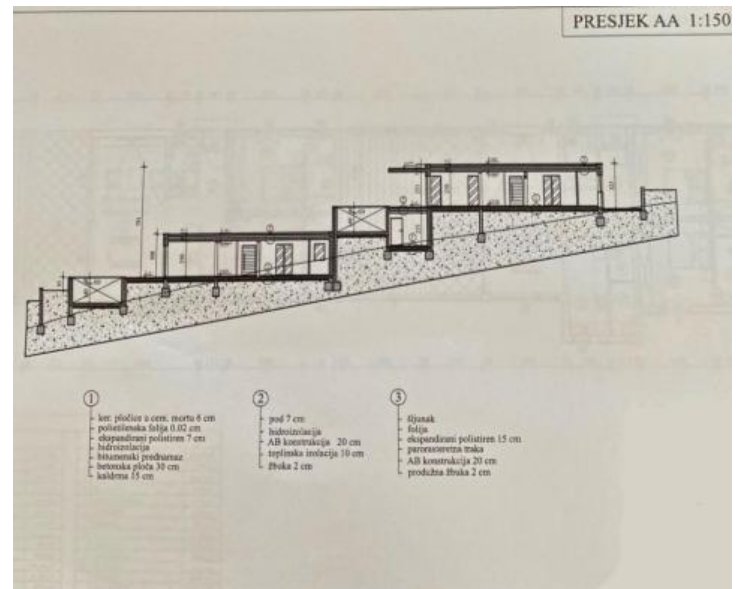 PRESJEK AA 1:150
1
ker. pločice u cem. mortu 6 cm
polietilenska folija 0.02 cm
ekspandirani polistiren 7 cm
hidroizolacija
bitumenski prednamaz
betonska ploča 30 cm
kaldrma 15 cm
2
pod 7 cm
hidroizolacija
AB konstrukcija 20 cm
toplinska izolacija 10 cm
žbuka 2 cm
3
šljunak
folija
ekspandirani polistiren 15 cm
parorasteretna traka
AB konstrukcija 20 cm
produžna žbuka 2 cm